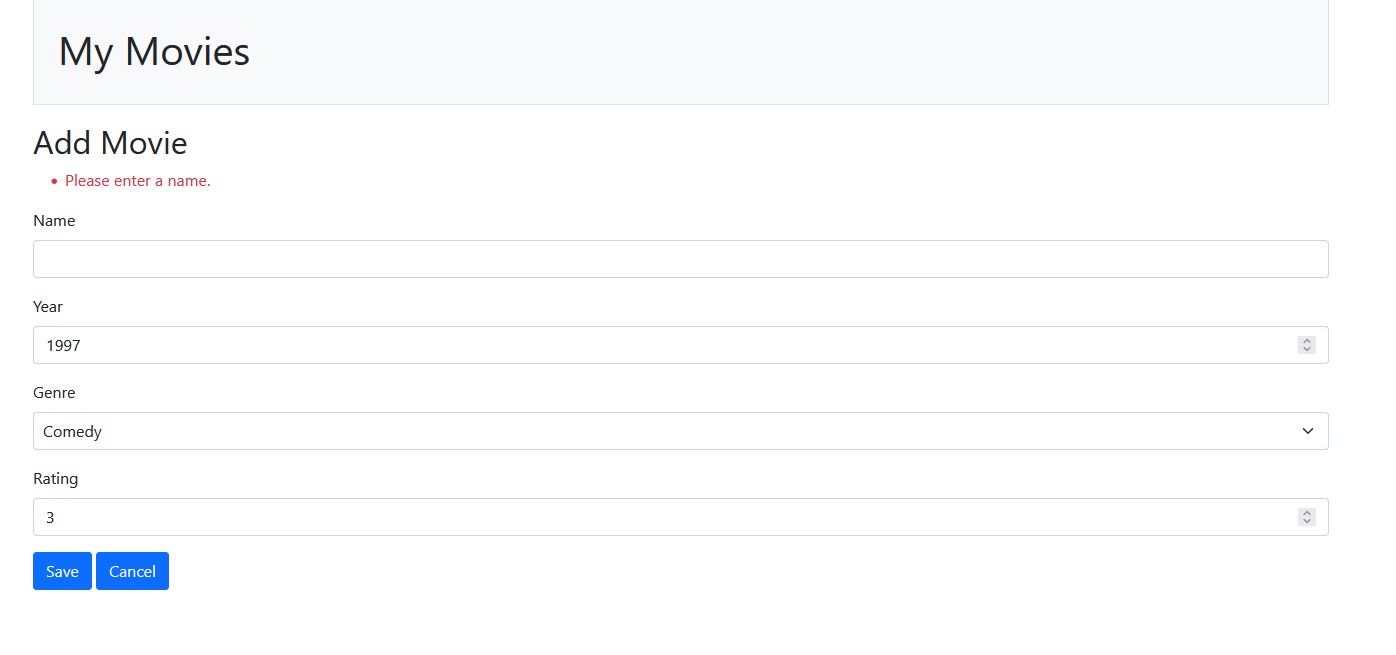 My Movies
Add Movie
• Please enter a name.
Name
Year
1997
Genre
Comedy
Rating
3
Save Cancel